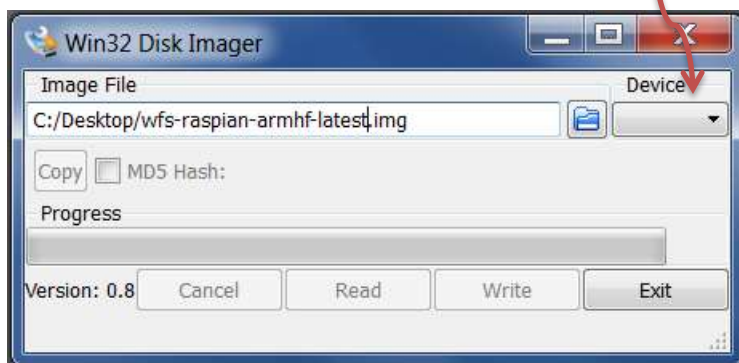 Win32 Disk Imager
Image File Device
C:/Desktop/wfs-raspian-armhf-latest.img
Copy MD5 Hash:
Progress
Version: 0.8 Cancel Read Write Exit